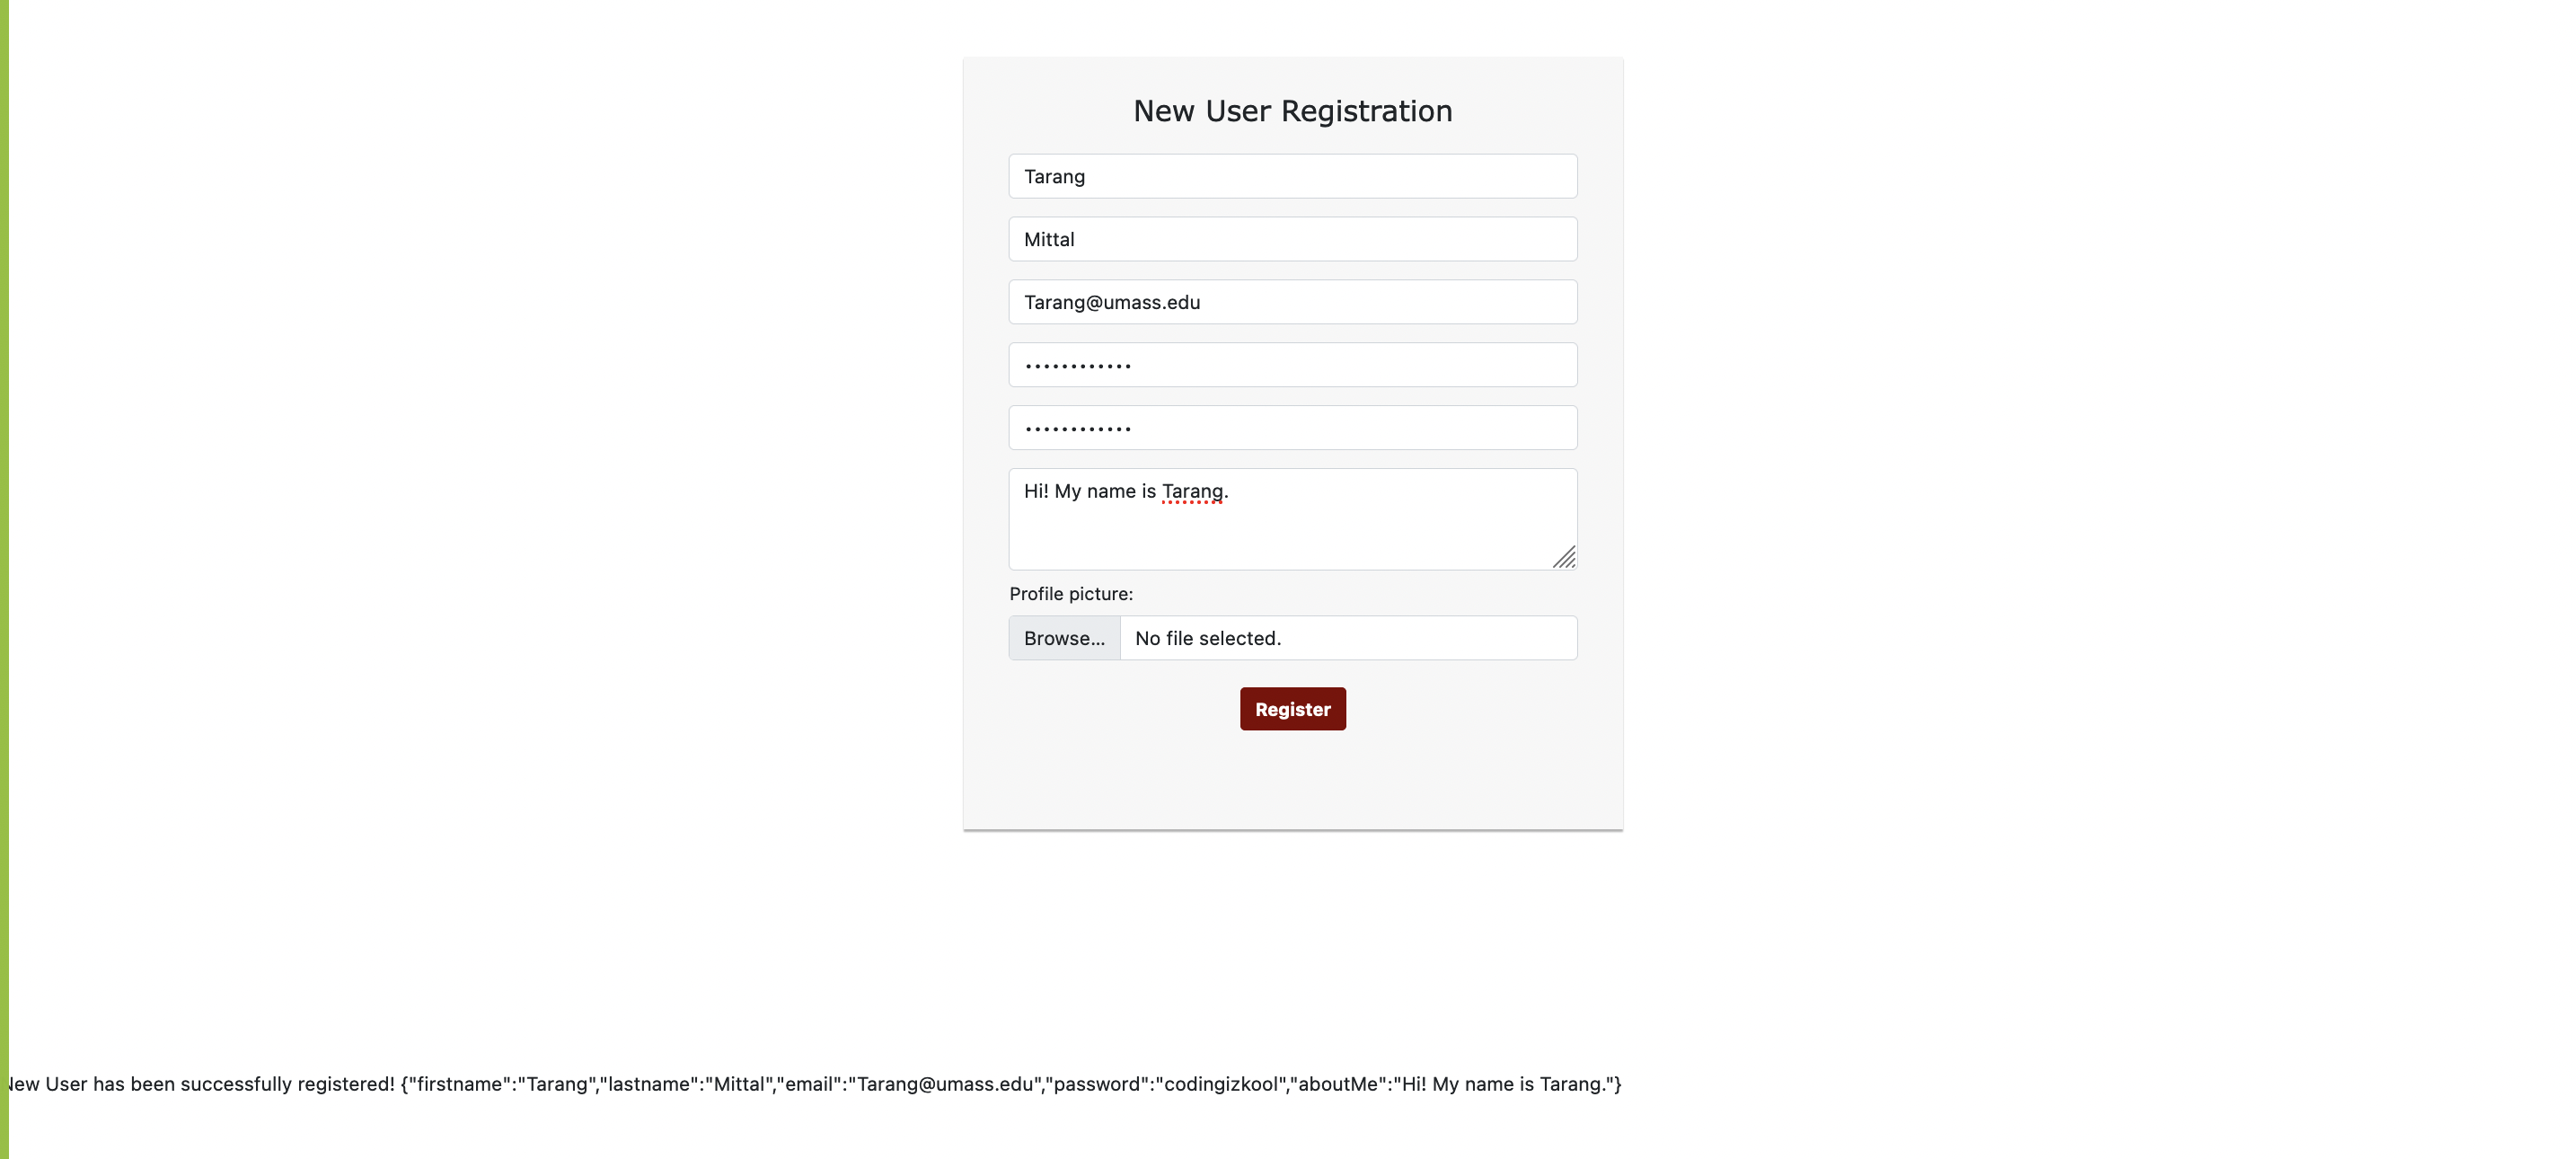 New User Registration
Tarang
Mittal
Tarang@umass.edu
••••••••••••
••••••••••••
Hi! My name is Tarang.
Profile picture:
Browse... No file selected.
Register
New User has been successfully registered! {"firstname":"Tarang","lastname":"Mittal","email":"Tarang@umass.edu","password":"codingizkool","aboutMe":"Hi! My name is Tarang."}